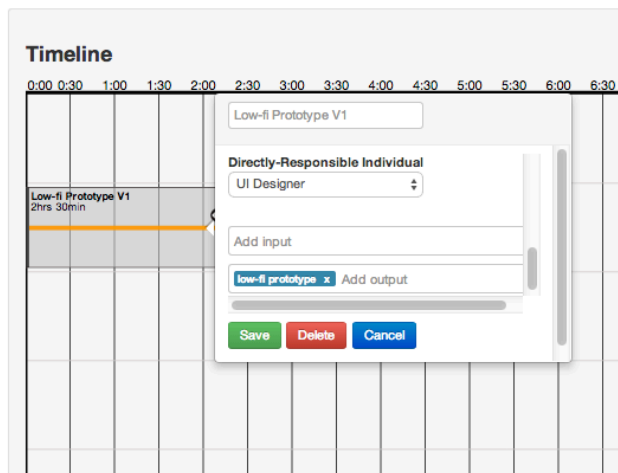 Timeline
0:00 0:30 1:00 1:30 2:00 2:30 3:00 3:30 4:00 4:30 5:00 5:30 6:00 6:30
Low-fi Prototype V1
Directly-Responsible Individual
UI Designer
Low-fi Prototype V1
2hrs 30min
Add input
low-fi prototype x Add output
Save Delete Cancel